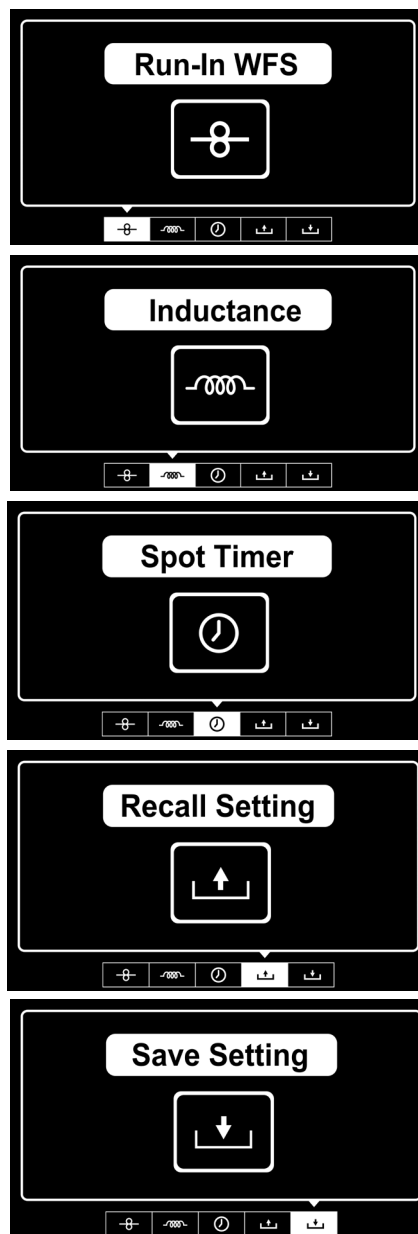 Run-In WFS
Inductance
Spot Timer
Recall Setting
Save Setting